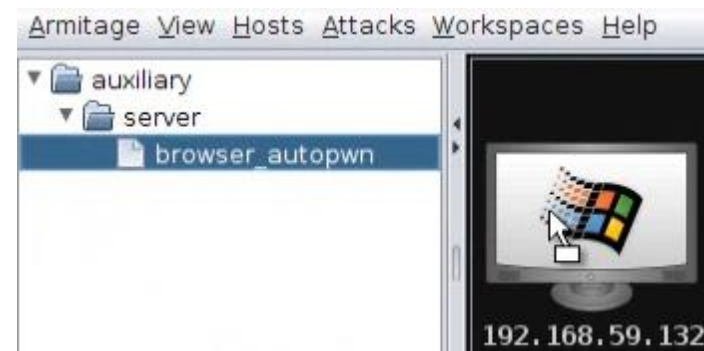 Armitage View Hosts Attacks Workspaces Help
auxiliary
server
browser_autopwn
192.168.59.132